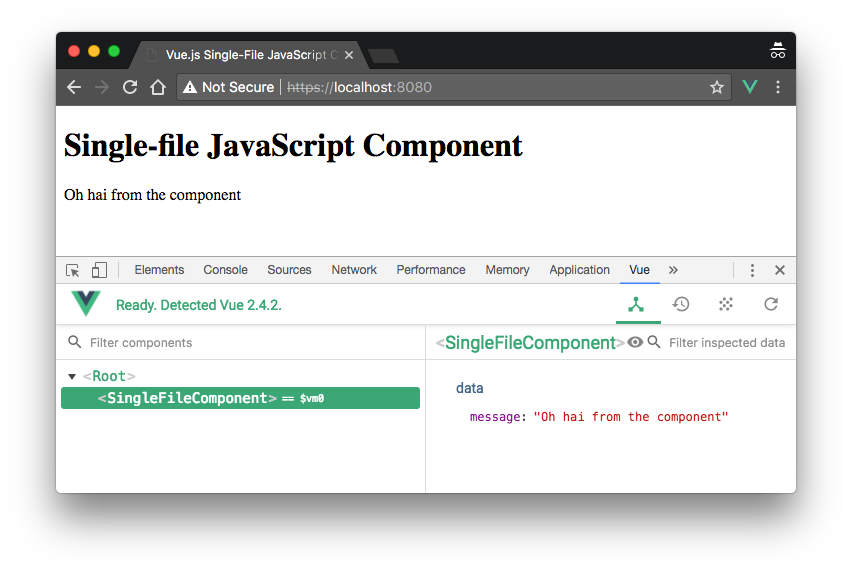 Vue.js Single-File JavaScript C
Not Secure https://localhost:8080
Single-file JavaScript Component
Oh hai from the component
Elements Console Sources Network Performance Memory Application Vue »
Ready. Detected Vue 2.4.2.
Filter components
<SingleFileComponent> Filter inspected data
<Root>
<SingleFileComponent> == $vm0
data
message: "Oh hai from the component"